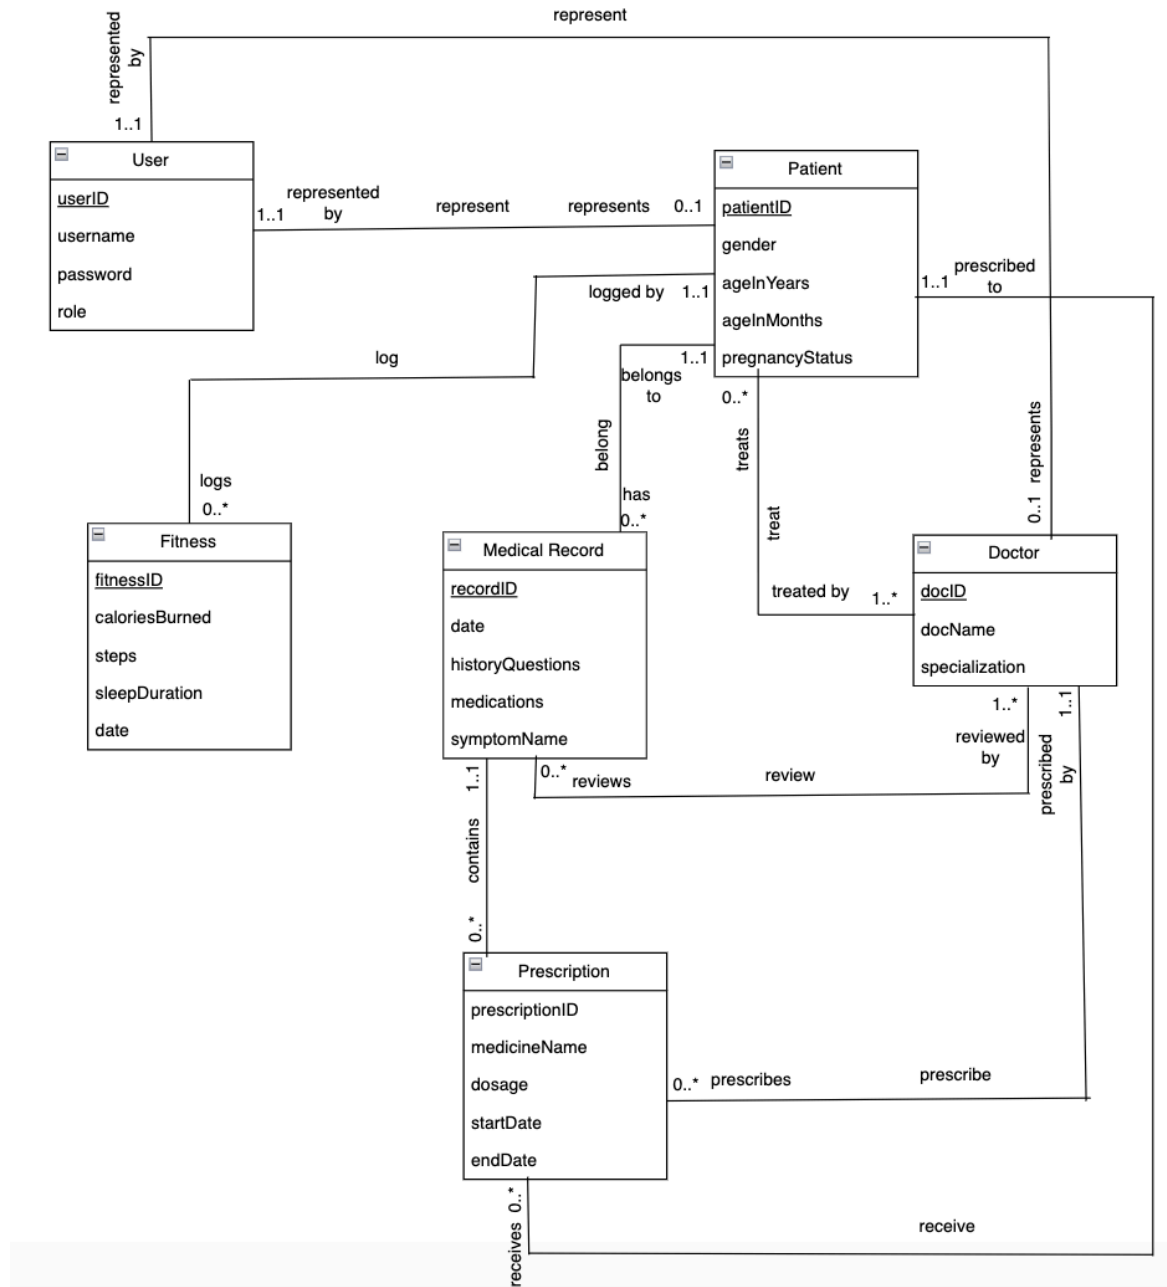 represent
represented
by
1..1
User
userID
username
password
role
represented
by
1..1
represent
represents
0..1
Patient
patientID
gender
ageInYears
ageInMonths
pregnancyStatus
prescribed
to
1..1
logged by
1..1
log
logs
0..*
1..1
belongs
to
belong
has
0..*
0..*
treats
treat
treated by
1..*
represents
0..1
Fitness
fitnessID
caloriesBurned
steps
sleepDuration
date
Medical Record
recordID
date
historyQuestions
medications
symptomName
Doctor
docID
docName
specialization
1..*
reviewed
by
1..1
prescribed
by
0..*
reviews
review
1..1
contains
0..*
Prescription
prescriptionID
medicineName
dosage
startDate
endDate
0..*
prescribes
prescribe
0..*
receives
receive